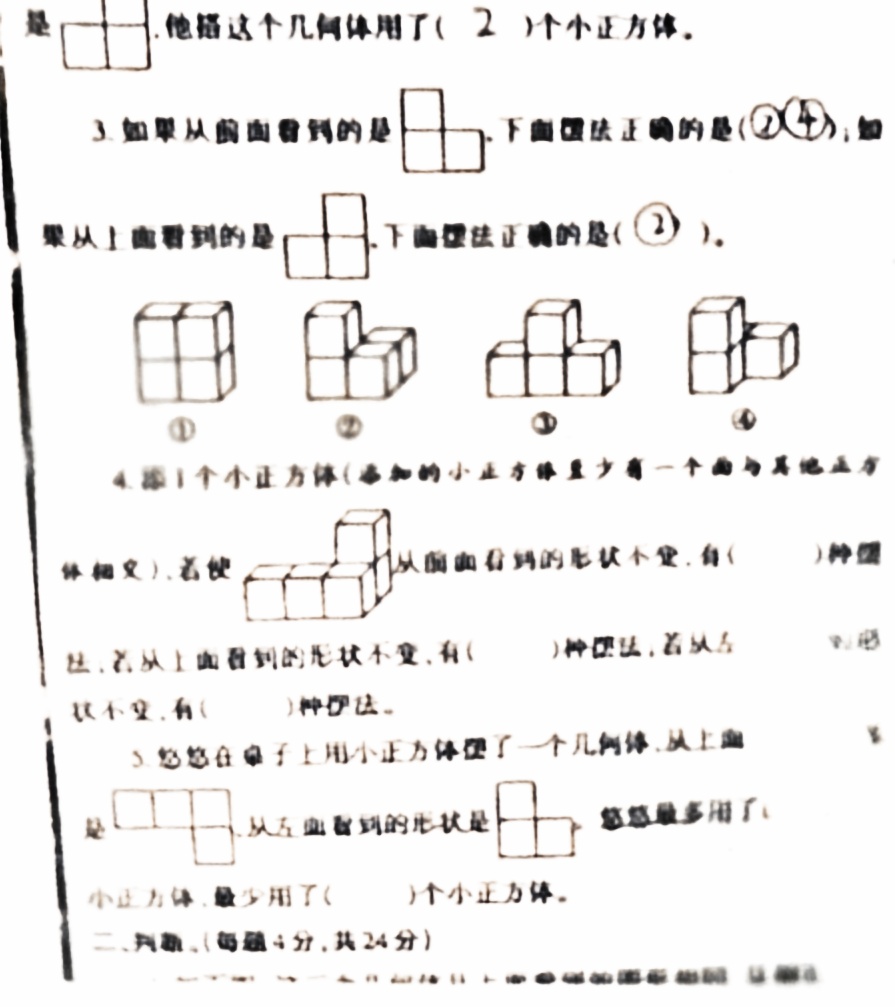 是 .他搭这个几何体用了( 2 )个小正方体。
3. 如果从前面看到的是 ,下面摆法正确的是(②④);如
果从上面看到的是 ,下面摆法正确的是( ② )。
① ② ③ ④
4. 添1个小正方体(添加的小正方体至少有一个面与其他正方
体相交),若使 从前面看到的形状不变,有( )种摆
法,若从上面看到的形状不变,有( )种摆法,若从左 形
状不变,有( )种摆法。
5. 悠悠在桌子上用小正方体摆了一个几何体,从上面
是 ,从左面看到的形状是 。悠悠最多用了(
小正方体,最少用了( )个小正方体。
二、判断。(每题4分,共24分)